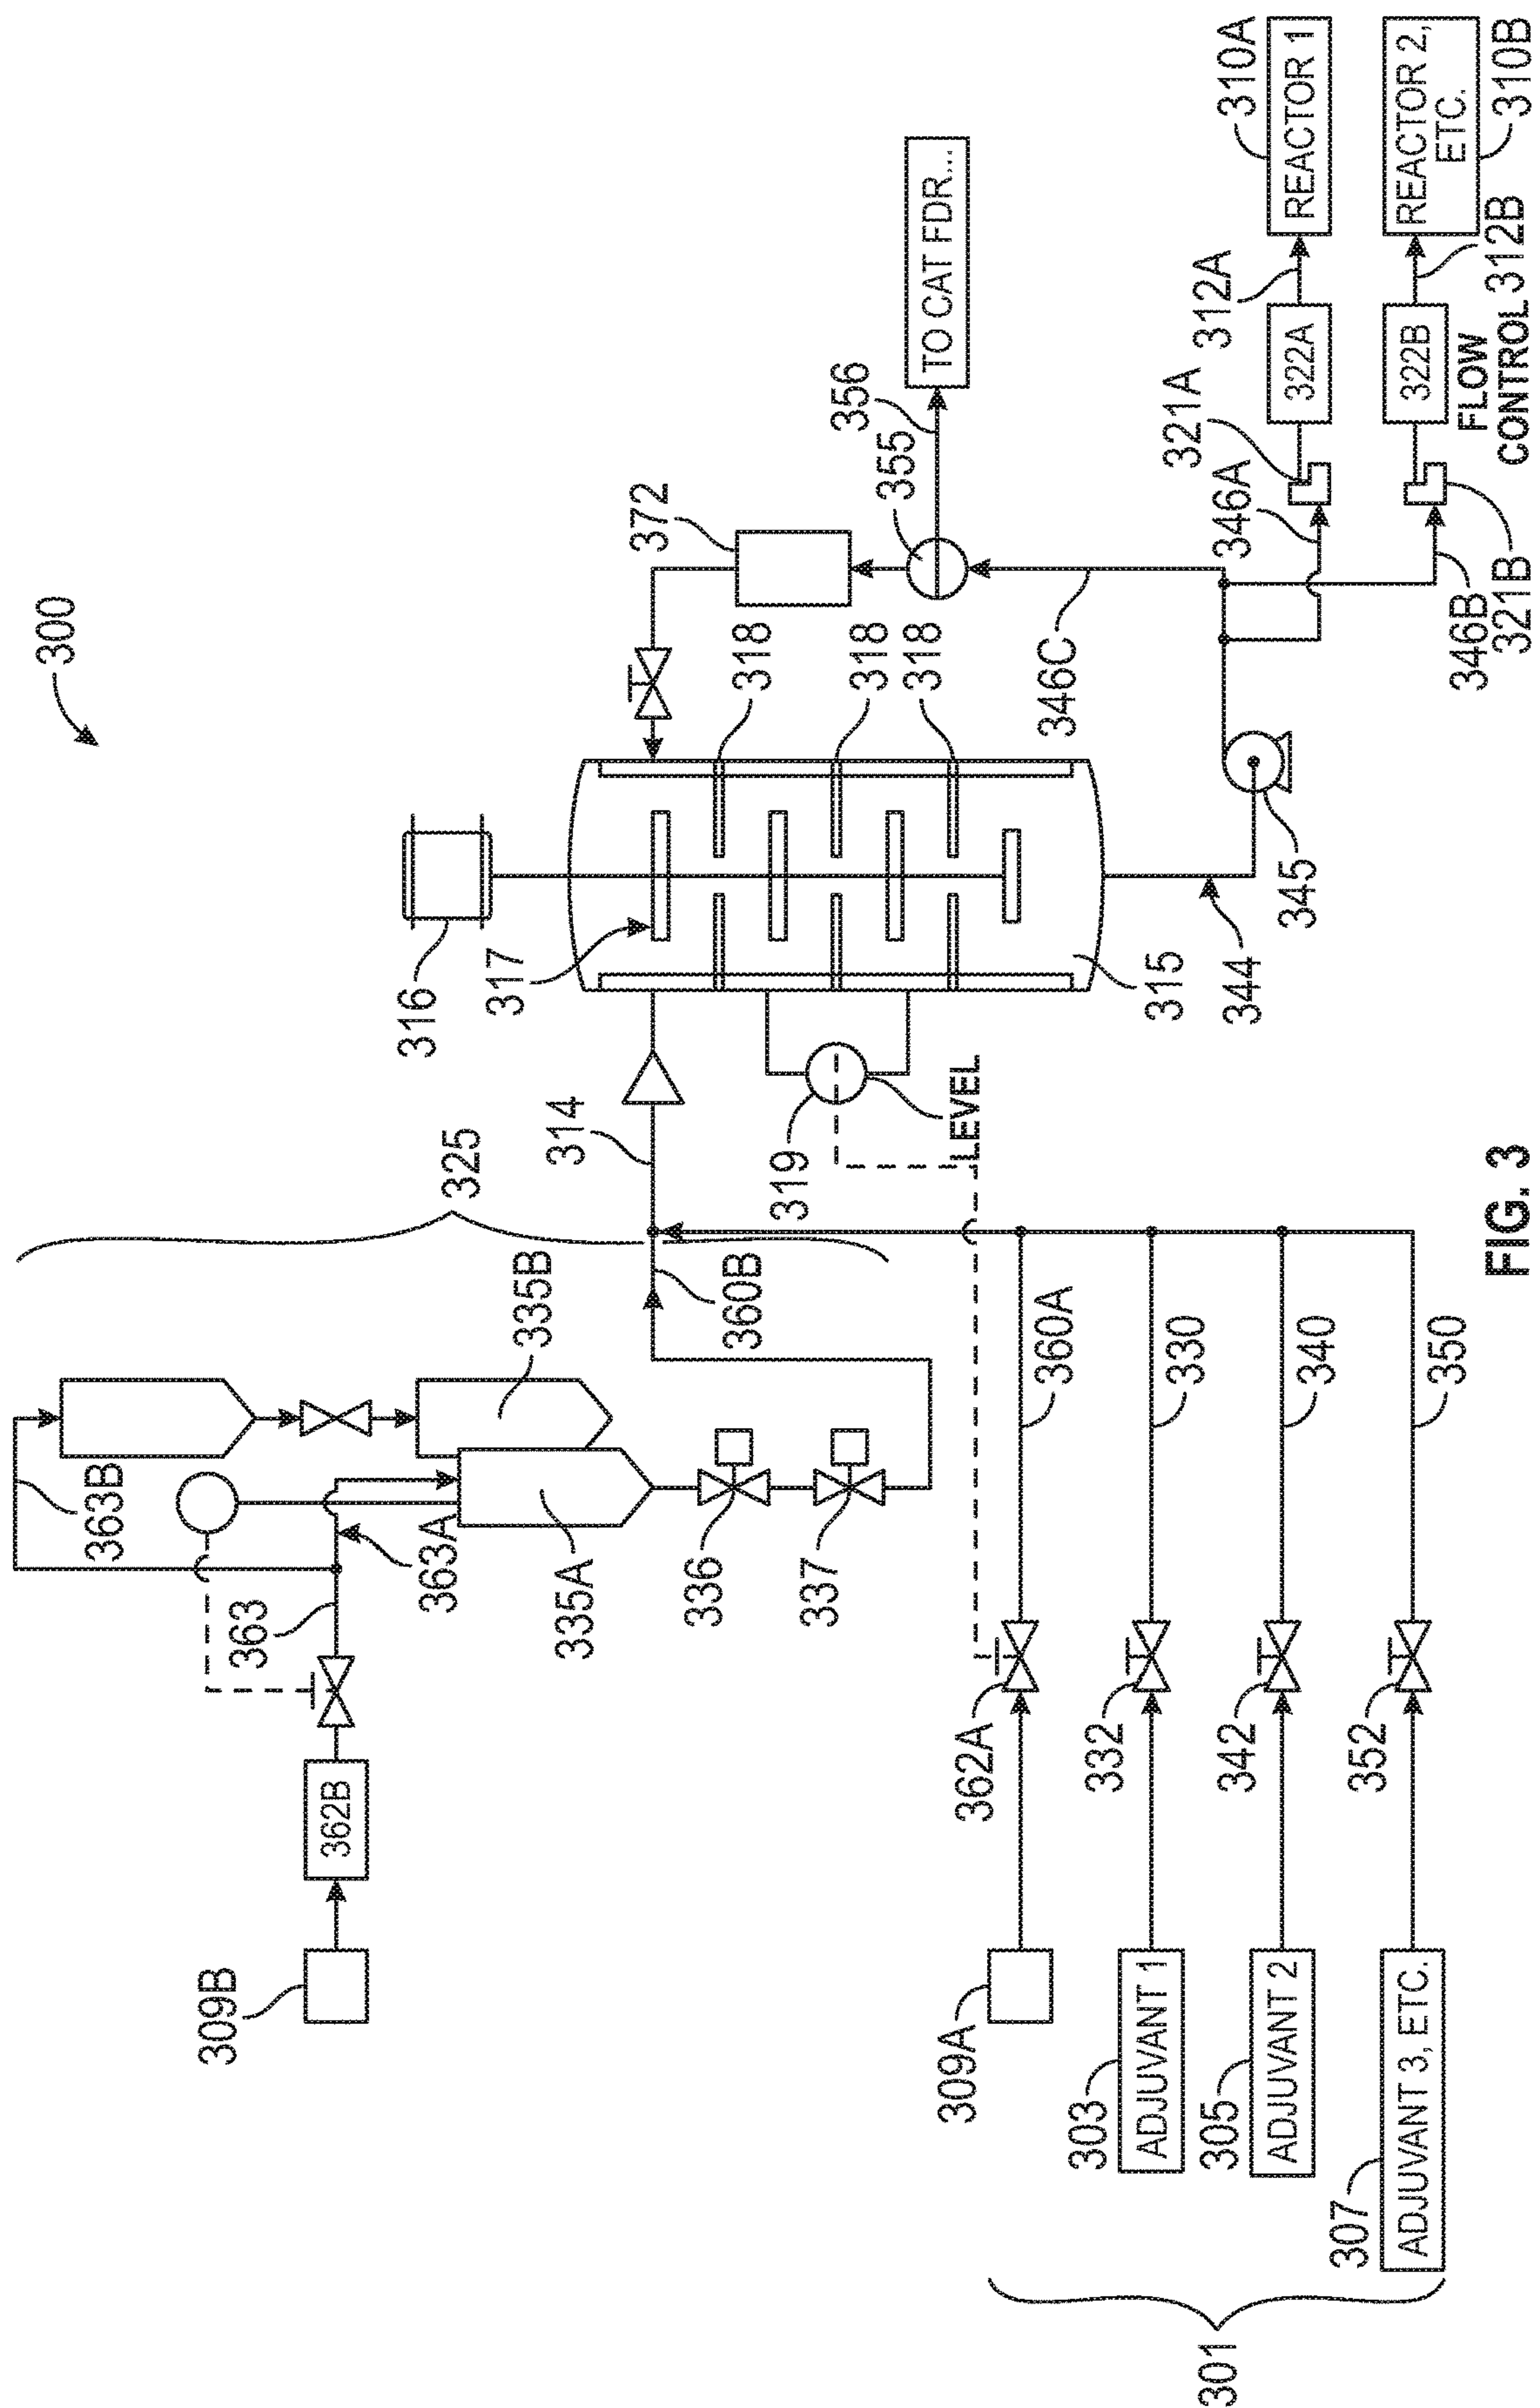 300
325
309B
362B
363
363A
363B
335B
335A
336
337
360B
314
316
317
318
318
318
372
355
356
TO CAT FDR...
319
LEVEL
315
344
345
346C
346A
346B
321A
321B
322A
322B
FLOW
CONTROL
312A
312B
310A
REACTOR 1
310B
REACTOR 2,
ETC.
301
309A
362A
360A
303
ADJUVANT 1
332
330
305
ADJUVANT 2
342
340
307
ADJUVANT 3, ETC.
352
350
FIG. 3